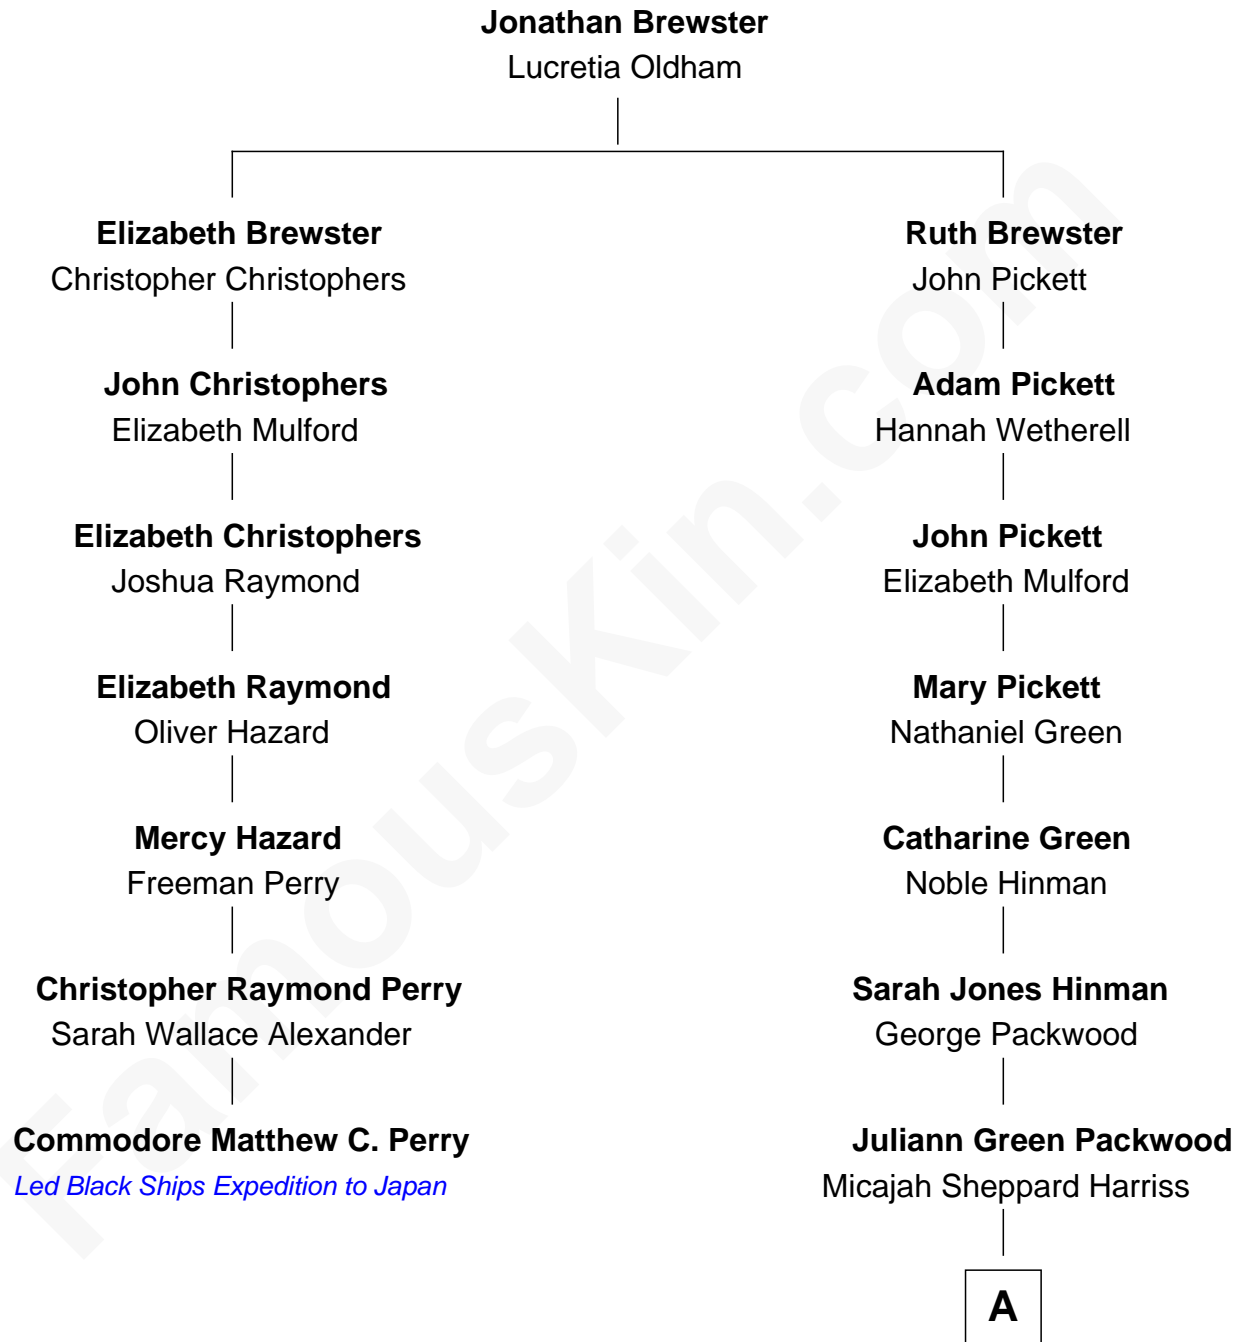 Jonathan Brewster
Lucretia Oldham
Elizabeth Brewster
Christopher Christophers
Ruth Brewster
John Pickett
John Christophers
Elizabeth Mulford
Adam Pickett
Hannah Wetherell
Elizabeth Christophers
Joshua Raymond
John Pickett
Elizabeth Mulford
Elizabeth Raymond
Oliver Hazard
Mary Pickett
Nathaniel Green
Mercy Hazard
Freeman Perry
Catharine Green
Noble Hinman
Christopher Raymond Perry
Sarah Wallace Alexander
Sarah Jones Hinman
George Packwood
Commodore Matthew C. Perry
Led Black Ships Expedition to Japan
Juliann Green Packwood
Micajah Sheppard Harriss
A
FamousKin.com